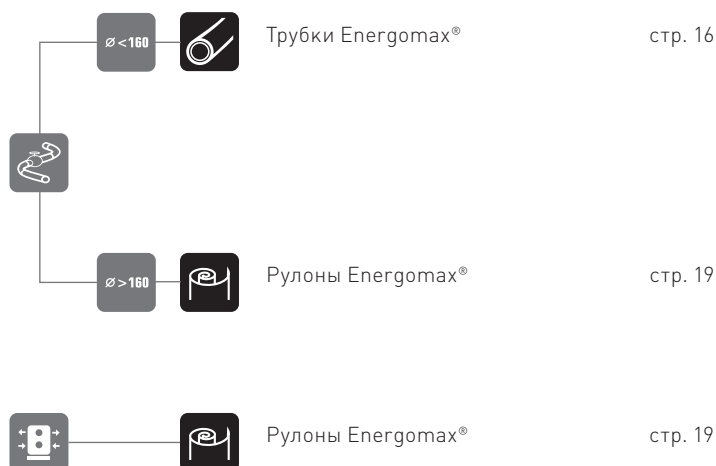 ø<160 Трубки Energomax® стр. 16
ø>160 Рулоны Energomax® стр. 19
Рулоны Energomax® стр. 19